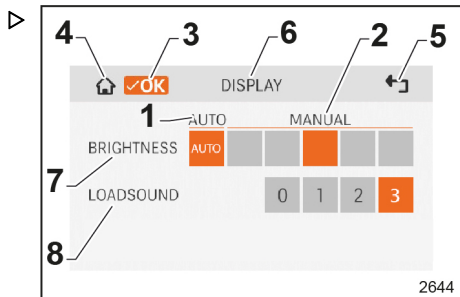 4 3 6 2 5
✓OK DISPLAY
1 AUTO MANUAL
BRIGHTNESS AUTO
7
LOADSOUND 0 1 2 3
8
2644